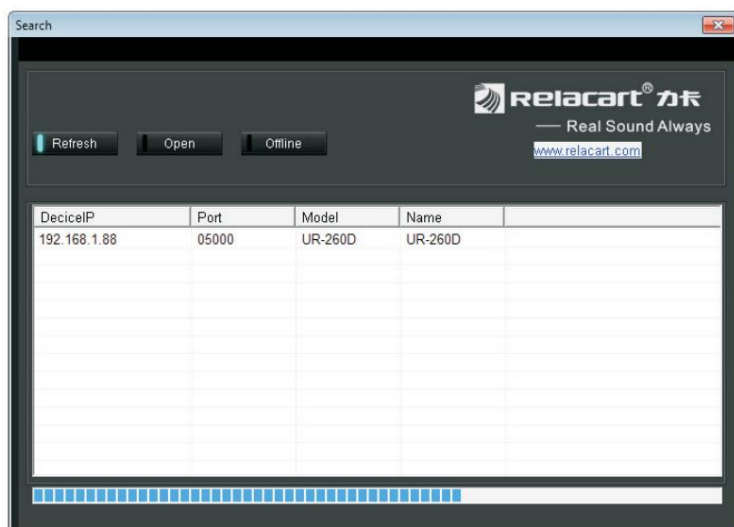 Search
Relacart® 力卡
— Real Sound Always
Refresh Open Offline
www.relacart.com
DeciceIP Port Model Name
192.168.1.88 05000 UR-260D UR-260D